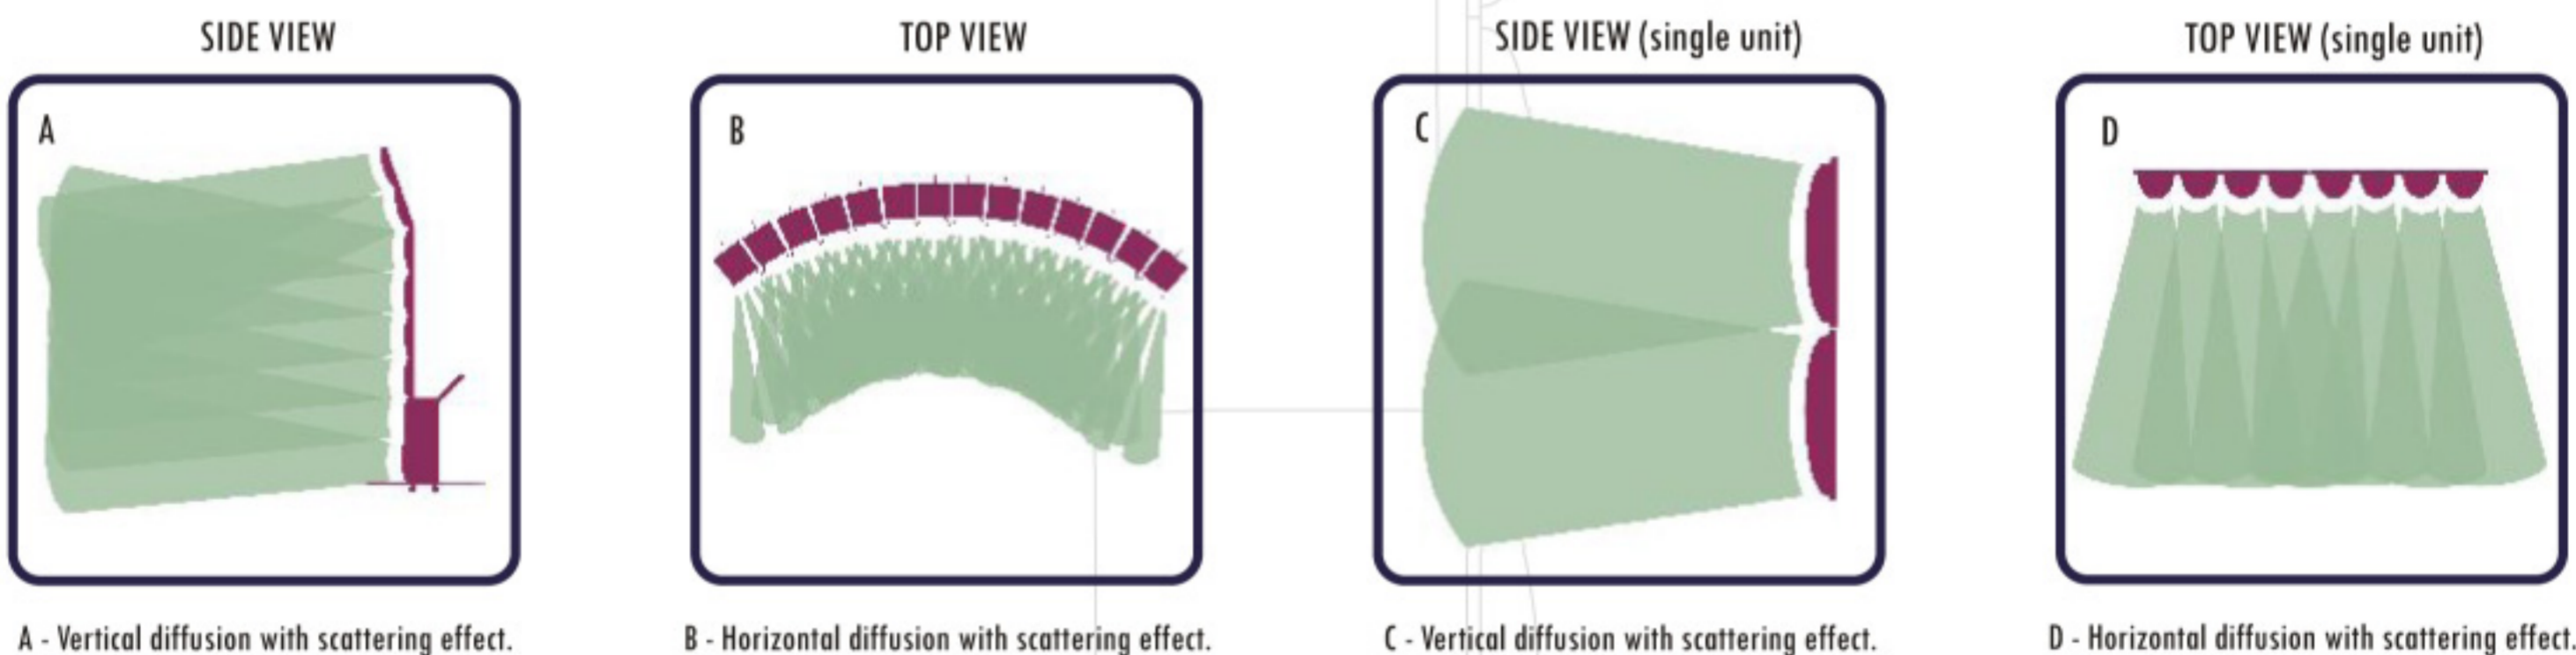 SIDE VIEW
TOP VIEW
SIDE VIEW (single unit)
TOP VIEW (single unit)
A
B
C
D
A - Vertical diffusion with scattering effect.
B - Horizontal diffusion with scattering effect.
C - Vertical diffusion with scattering effect.
D - Horizontal diffusion with scattering effect.